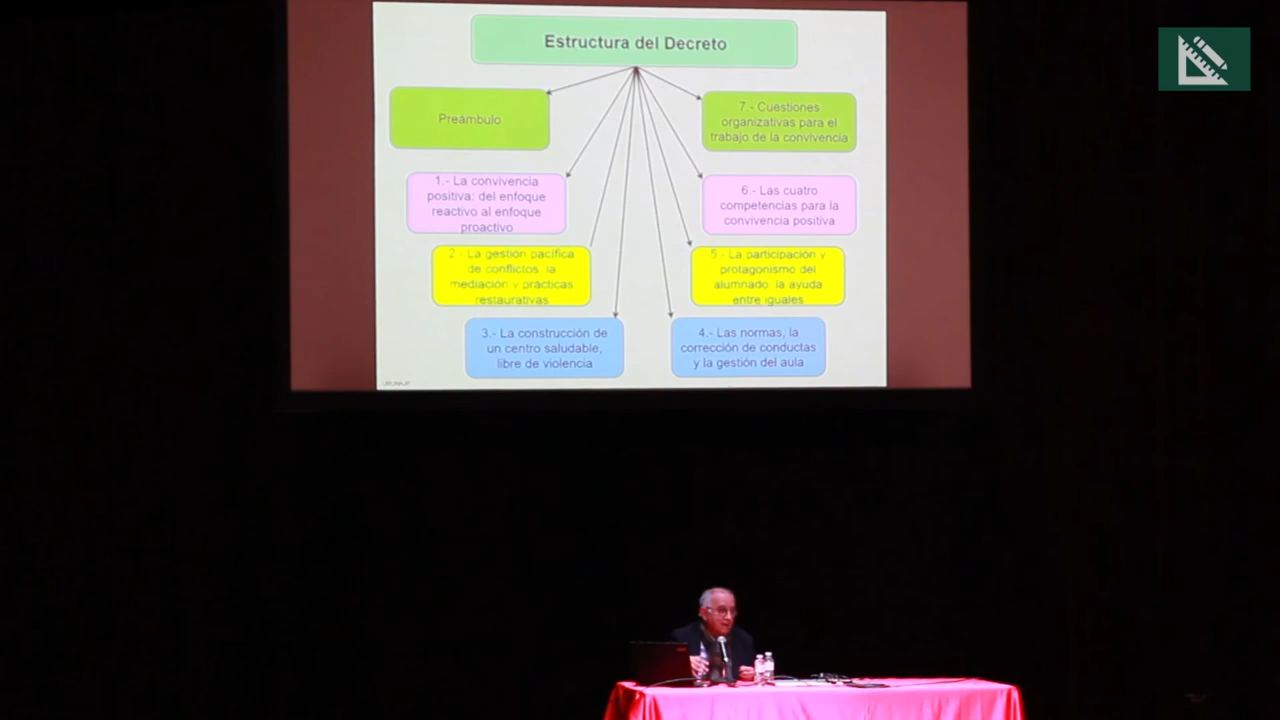 Estructura del Decreto
Preámbulo
1.- La convivencia
positiva: del enfoque
reactivo al enfoque
proactivo
2.- La gestión pacífica
de conflictos: la
mediación y prácticas
restaurativas
3.- La construcción de
un centro saludable,
libre de violencia
4.- Las normas, la
corrección de conductas
y la gestión del aula
5.- La participación y
protagonismo del
alumnado: la ayuda
entre iguales
6.- Las cuatro
competencias para la
convivencia positiva
7.- Cuestiones
organizativas para el
trabajo de la convivencia